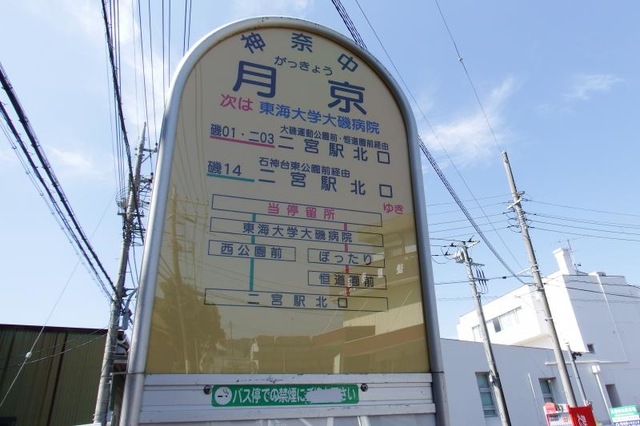 神奈中
がっきょう
月京
次は 東海大学大磯病院
磯01・二03 大磯運動公園前・恒道園前経由
二宮駅北口
磯14 石神台東公園前経由
二宮駅北口 ゆき
当停留所
東海大学大磯病院
西公園前 ぼったり
恒道園前
二宮駅北口
バス停での禁煙に
さい